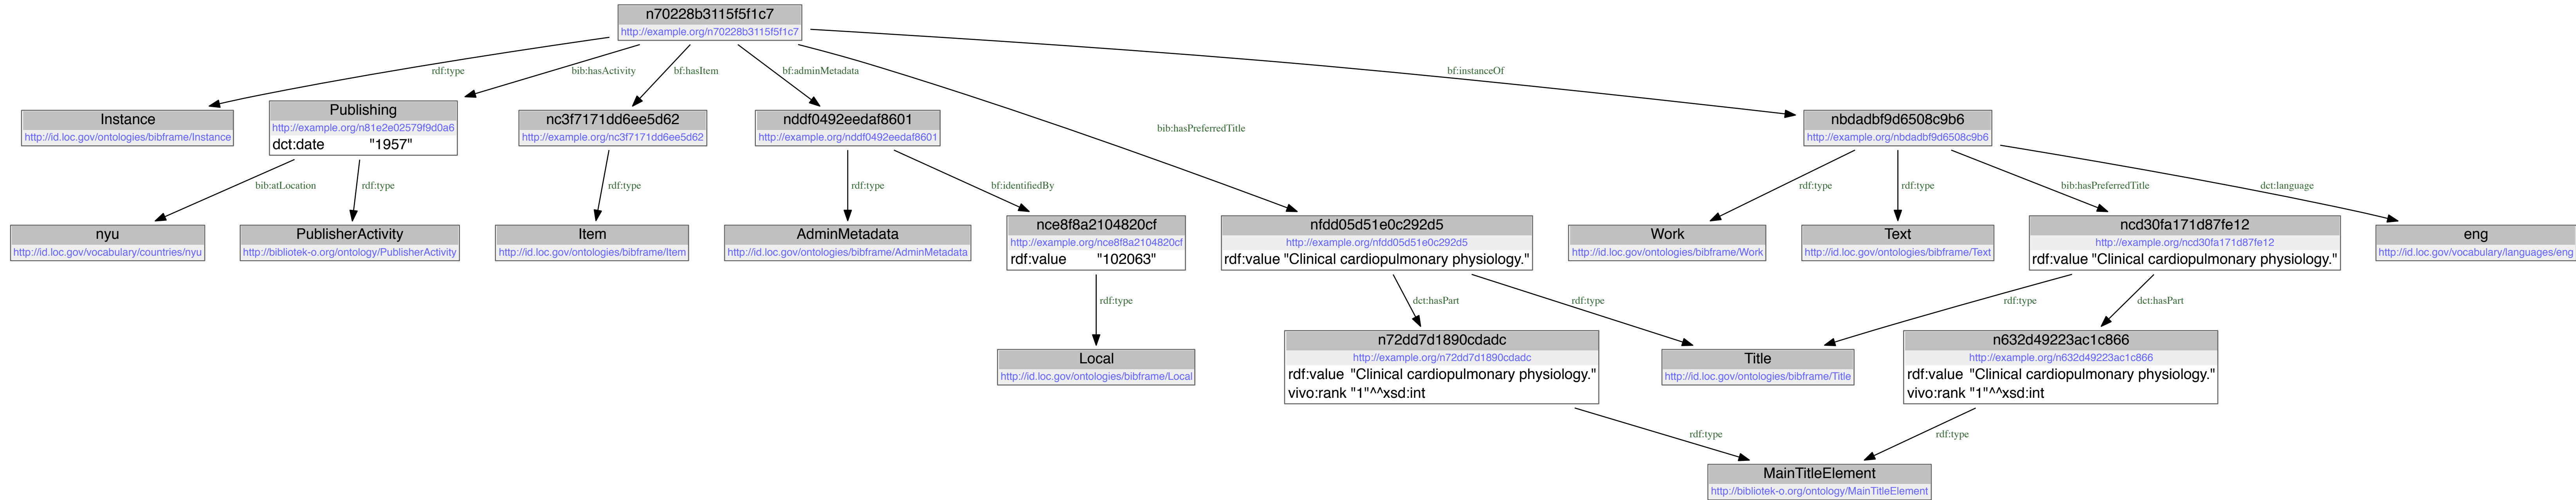 n70228b3115f5f1c7
http://example.org/n70228b3115f5f1c7
rdf:type
bib:hasActivity
bf:hasItem
bf:adminMetadata
bf:instanceOf
Instance
http://id.loc.gov/ontologies/bibframe/Instance
Publishing
http://example.org/n81e2e02579f9d0a6
dct:date "1957"
nc3f7171dd6ee5d62
http://example.org/nc3f7171dd6ee5d62
nddf0492eedaf8601
http://example.org/nddf0492eedaf8601
bib:hasPreferredTitle
nbdadbf9d6508c9b6
http://example.org/nbdadbf9d6508c9b6
bib:atLocation
rdf:type
rdf:type
rdf:type
bf:identifiedBy
rdf:type
rdf:type
bib:hasPreferredTitle
dct:language
nyu
http://id.loc.gov/vocabulary/countries/nyu
PublisherActivity
http://bibliotek-o.org/ontology/PublisherActivity
Item
http://id.loc.gov/ontologies/bibframe/Item
AdminMetadata
http://id.loc.gov/ontologies/bibframe/AdminMetadata
nce8f8a2104820cf
http://example.org/nce8f8a2104820cf
rdf:value "102063"
nfdd05d51e0c292d5
http://example.org/nfdd05d51e0c292d5
rdf:value "Clinical cardiopulmonary physiology."
Work
http://id.loc.gov/ontologies/bibframe/Work
Text
http://id.loc.gov/ontologies/bibframe/Text
ncd30fa171d87fe12
http://example.org/ncd30fa171d87fe12
rdf:value "Clinical cardiopulmonary physiology."
eng
http://id.loc.gov/vocabulary/languages/eng
rdf:type
dct:hasPart
rdf:type
rdf:type
dct:hasPart
Local
http://id.loc.gov/ontologies/bibframe/Local
n72dd7d1890cdadc
http://example.org/n72dd7d1890cdadc
rdf:value "Clinical cardiopulmonary physiology."
vivo:rank "1"^^xsd:int
Title
http://id.loc.gov/ontologies/bibframe/Title
n632d49223ac1c866
http://example.org/n632d49223ac1c866
rdf:value "Clinical cardiopulmonary physiology."
vivo:rank "1"^^xsd:int
rdf:type
rdf:type
MainTitleElement
http://bibliotek-o.org/ontology/MainTitleElement